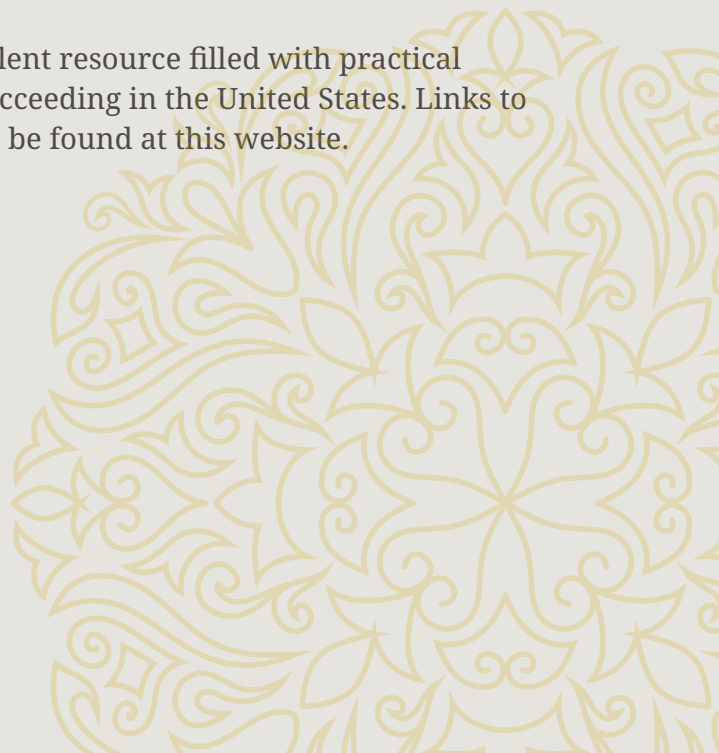 lent resource filled with practical
cceeding in the United States. Links to
be found at this website.